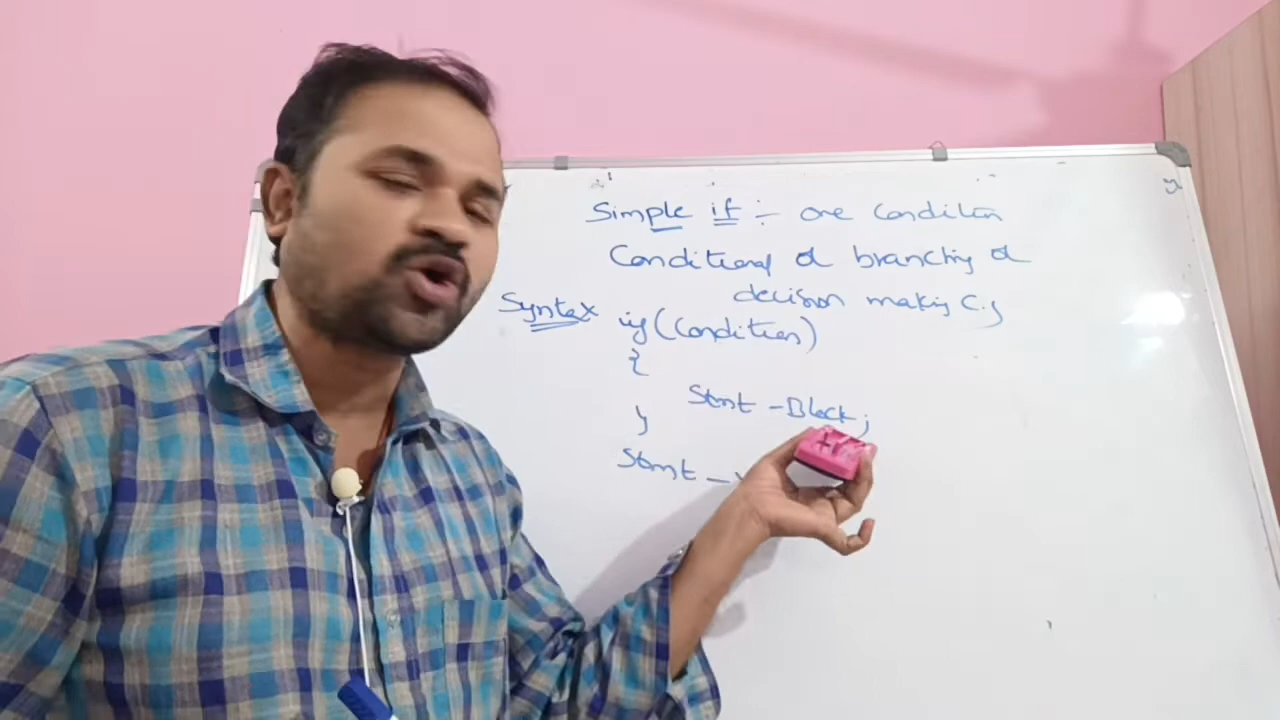 Simple if :- one condition
Conditional or branching or
decision making C.S
Syntax if (Condition)
{
Stmt - Block;
}
Stmt -